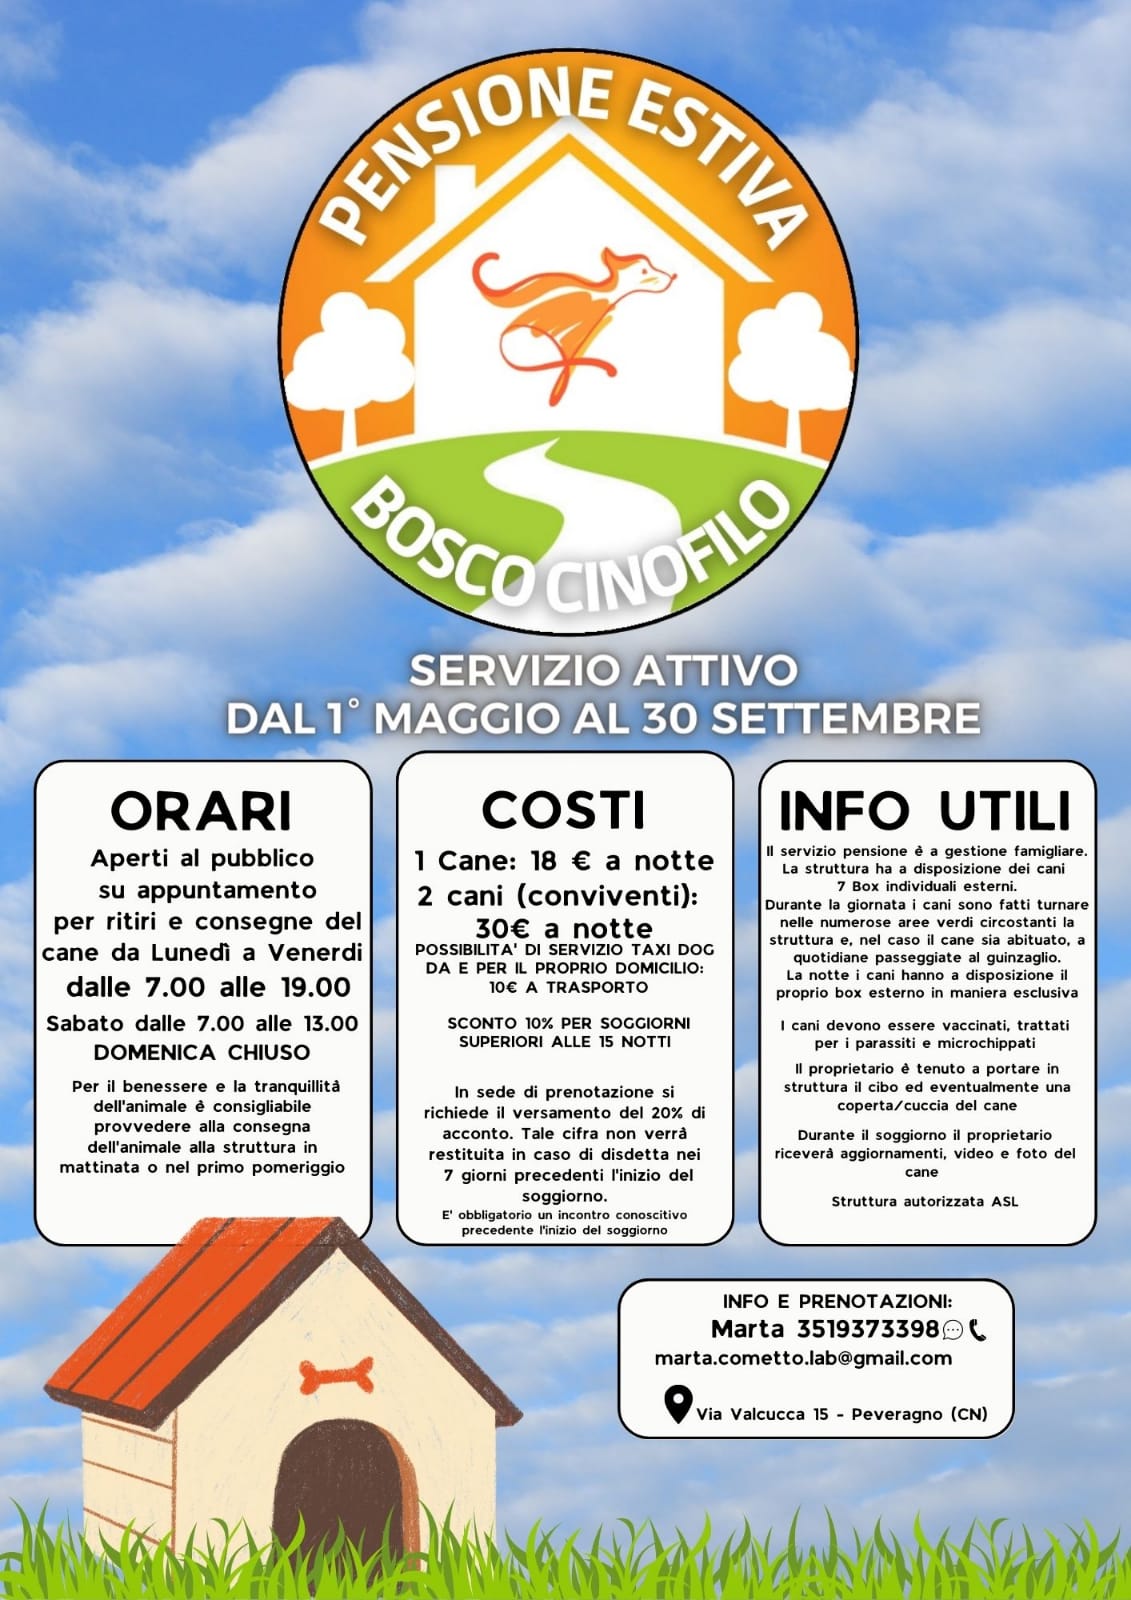 PENSIONE ESTIVA
BOSCO CINOFILO
SERVIZIO ATTIVO
DAL 1° MAGGIO AL 30 SETTEMBRE
ORARI
Aperti al pubblico
su appuntamento
per ritiri e consegne del
cane da Lunedì a Venerdi
dalle 7.00 alle 19.00
Sabato dalle 7.00 alle 13.00
DOMENICA CHIUSO
Per il benessere e la tranquillità
dell'animale è consigliabile
provvedere alla consegna
dell'animale alla struttura in
mattinata o nel primo pomeriggio
COSTI
1 Cane: 18 € a notte
2 cani (conviventi):
30€ a notte
POSSIBILITA' DI SERVIZIO TAXI DOG
DA E PER IL PROPRIO DOMICILIO:
10€ A TRASPORTO
SCONTO 10% PER SOGGIORNI
SUPERIORI ALLE 15 NOTTI
In sede di prenotazione si
richiede il versamento del 20% di
acconto. Tale cifra non verrà
restituita in caso di disdetta nei
7 giorni precedenti l'inizio del
soggiorno.
E' obbligatorio un incontro conoscitivo
precedente l'inizio del soggiorno
INFO UTILI
Il servizio pensione è a gestione famigliare.
La struttura ha a disposizione dei cani
7 Box individuali esterni.
Durante la giornata i cani sono fatti turnare
nelle numerose aree verdi circostanti la
struttura e, nel caso il cane sia abituato, a
quotidiane passeggiate al guinzaglio.
La notte i cani hanno a disposizione il
proprio box esterno in maniera esclusiva
I cani devono essere vaccinati, trattati
per i parassiti e microchippati
Il proprietario è tenuto a portare in
struttura il cibo ed eventualmente una
coperta/cuccia del cane
Durante il soggiorno il proprietario
riceverà aggiornamenti, video e foto del
cane
Struttura autorizzata ASL
INFO E PRENOTAZIONI:
Marta 3519373398
marta.cometto.lab@gmail.com
Via Valcucca 15 - Peveragno (CN)